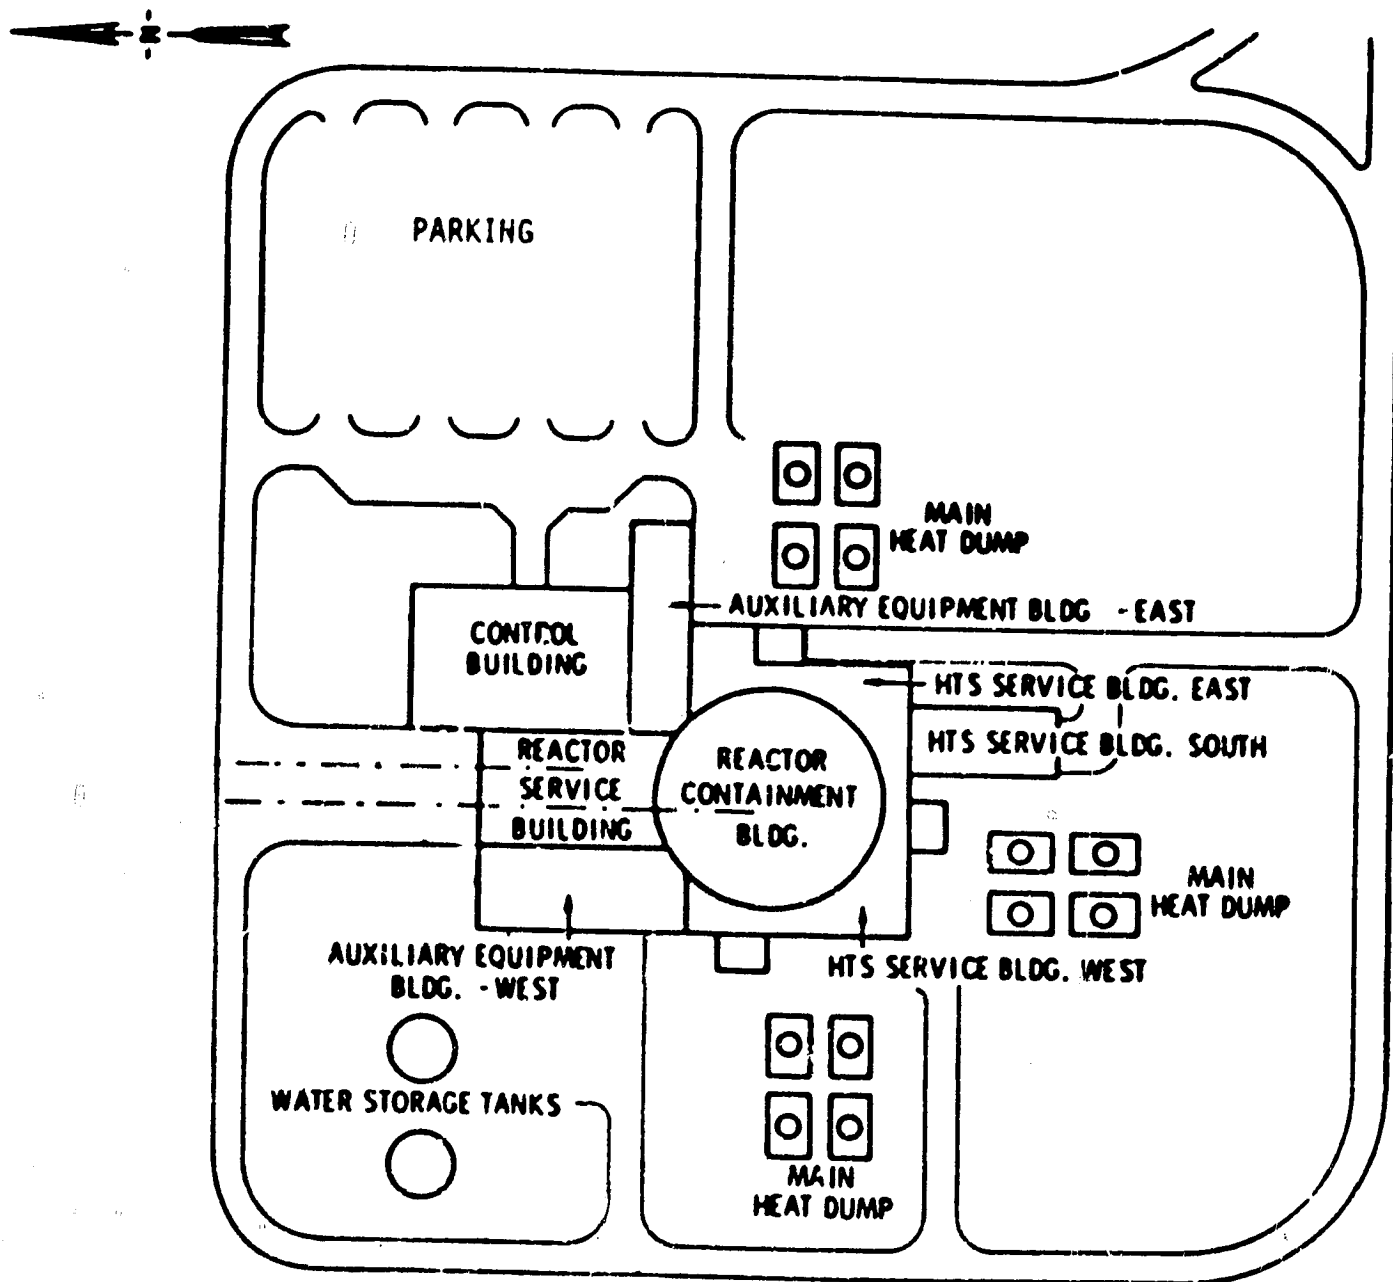 N
PARKING
MAIN
HEAT DUMP
AUXILIARY EQUIPMENT BLDG - EAST
CONTROL
BUILDING
HTS SERVICE BLDG. EAST
HTS SERVICE BLDG. SOUTH
REACTOR
SERVICE
BUILDING
REACTOR
CONTAINMENT
BLDG.
MAIN
HEAT DUMP
AUXILIARY EQUIPMENT
BLDG. - WEST
HTS SERVICE BLDG. WEST
WATER STORAGE TANKS
MAIN
HEAT DUMP